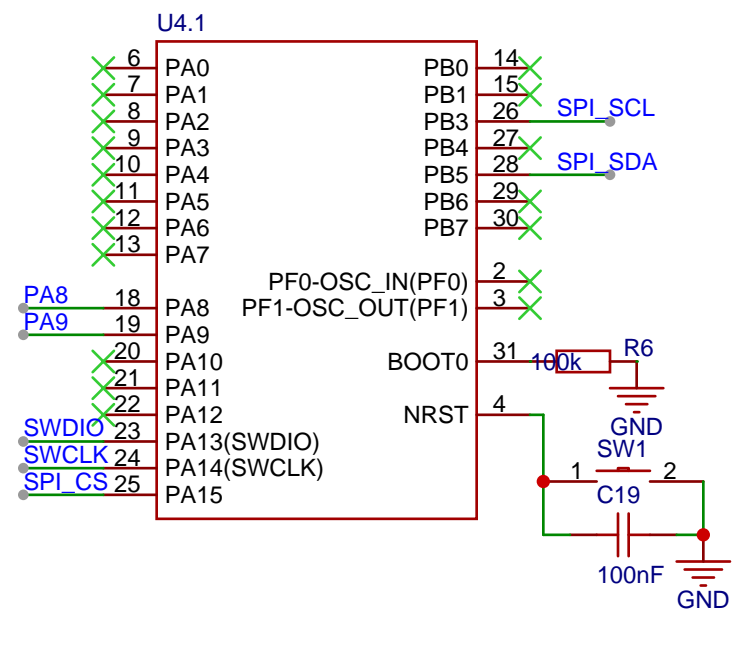 U4.1
6 PA0 PB0 14
7 PA1 PB1 15
8 PA2 PB3 26 SPI_SCL
9 PA3 PB4 27
10 PA4 PB5 28 SPI_SDA
11 PA5 PB6 29
12 PA6 PB7 30
13 PA7
PF0-OSC_IN(PF0) 2
PA8 18 PA8 PF1-OSC_OUT(PF1) 3
PA9 19 PA9
20 PA10 BOOT0 31 100k R6
21 PA11
22 PA12 NRST 4
GND
SWDIO 23 PA13(SWDIO)
SWCLK 24 PA14(SWCLK)
SPI_CS 25 PA15
SW1
1 2
C19
100nF
GND